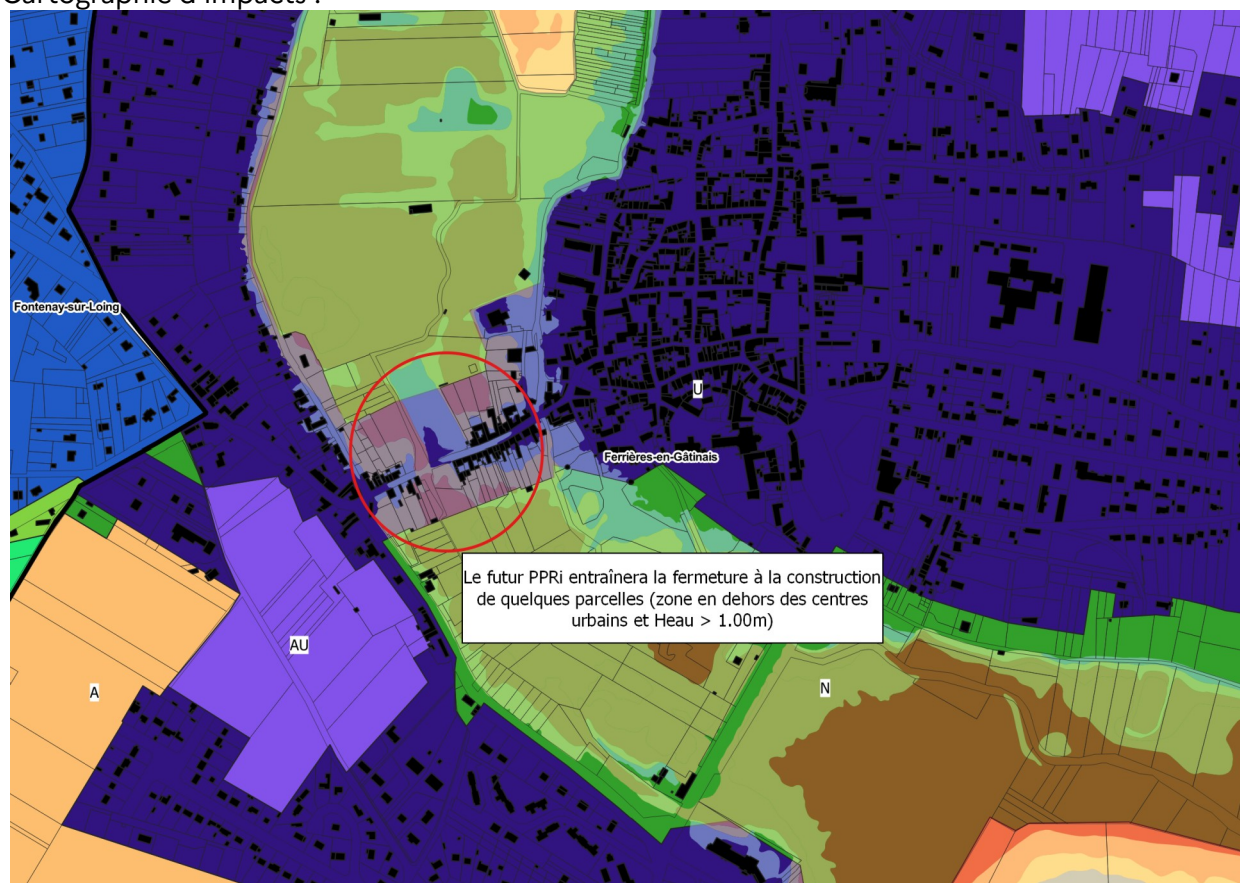 Cartographie d'impacts :
Fontenay-sur-Loing
U
Ferrières-en-Gâtinais
Le futur PPRi entraînera la fermeture à la construction
de quelques parcelles (zone en dehors des centres
urbains et Heau > 1.00m)
AU
A
N